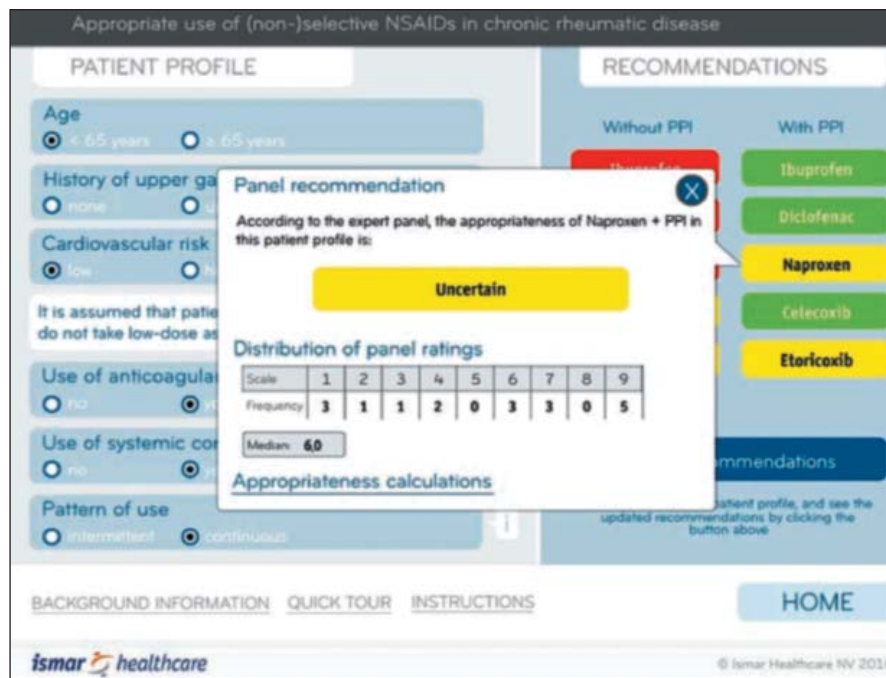 Appropriate use of (non-)selective NSAIDs in chronic rheumatic disease
PATIENT PROFILE
Age
< 65 years ≥ 65 years
History of upper ga
none u
Cardiovascular risk
low h
It is assumed that patie
do not take low-dose as
Use of anticoagula
no ye
Use of systemic cor
no ye
Pattern of use
intermittent continuous
i
Panel recommendation
X
According to the expert panel, the appropriateness of Naproxen + PPI in
this patient profile is:
Uncertain
Distribution of panel ratings
Scale 1 2 3 4 5 6 7 8 9
Frequency 3 1 1 2 0 3 3 0 5
Median: 6,0
Appropriateness calculations
RECOMMENDATIONS
Without PPI With PPI
Ibuprofen Ibuprofen
Diclofenac
Naproxen
Celecoxib
Etoricoxib
mmendations
patient profile, and see the
updated recommendations by clicking the
button above
BACKGROUND INFORMATION QUICK TOUR INSTRUCTIONS
HOME
ismar healthcare
© Ismar Healthcare NV 201